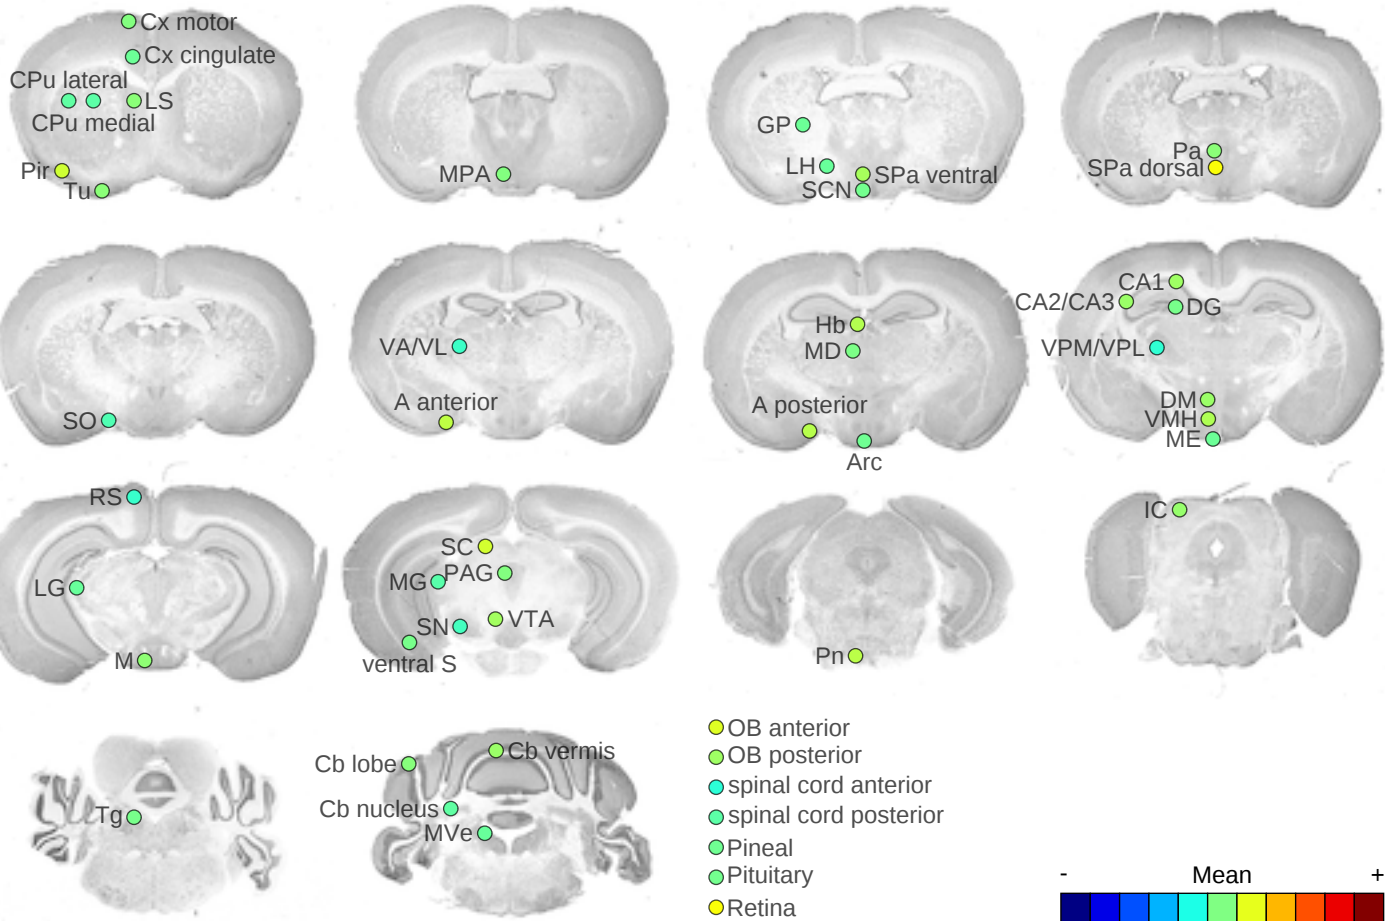 Cx motor
Cx cingulate
CPu lateral
LS
CPu medial
Pir
Tu
MPA
GP
LH
SPa ventral
SCN
Pa
SPa dorsal
SO
VA/VL
A anterior
Hb
MD
A posterior
Arc
CA1
CA2/CA3
DG
VPM/VPL
DM
VMH
ME
RS
LG
M
SC
PAG
MG
VTA
SN
ventral S
Pn
IC
Tg
Cb vermis
Cb lobe
Cb nucleus
MVe
OB anterior
OB posterior
spinal cord anterior
spinal cord posterior
Pineal
Pituitary
Retina
- Mean +